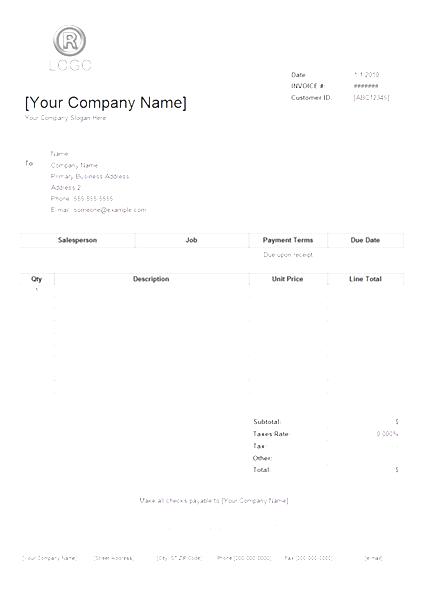 R
LOGO
Date
1-1-2019
INVOICE #:
#######
Customer ID:
[ABC12345]
[Your Company Name]
Your Company Slogan Here
To:
Name
Company Name
Primary Business Address
Address 2
Phone: 555-555-5555
E-mail: someone@example.com
Salesperson Job Payment Terms Due Date
Due upon receipt
Qty Description Unit Price Line Total
Subtotal: $
Taxes Rate: 0.000%
Tax:
Other:
Total: $
Make all checks payable to [Your Company Name]
[Your Company Name] [Street Address] [City, ST ZIP Code] Phone [000-000-0000] Fax [000-000-0000] [e-mail]